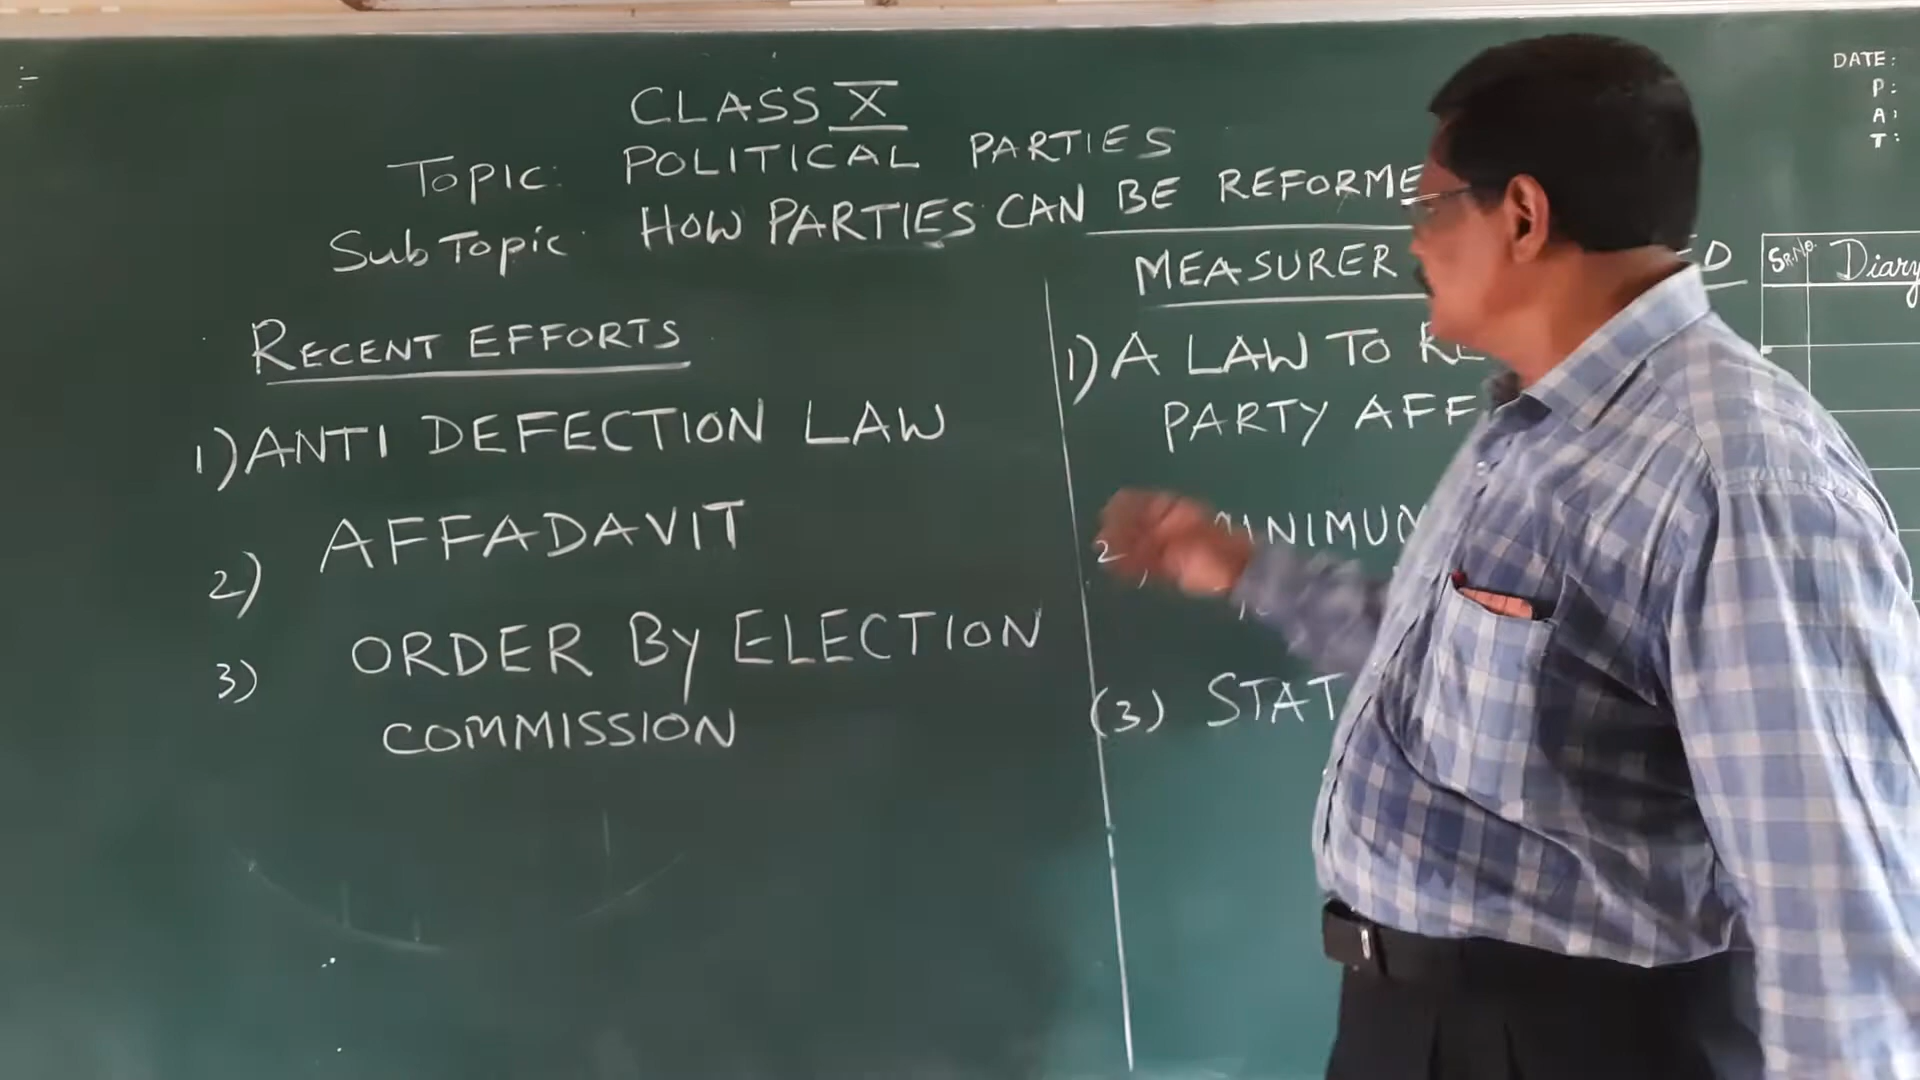 CLASS X
TOPIC: POLITICAL PARTIES
SubTopic: HOW PARTIES CAN BE REFORME
RECENT EFFORTS
1) ANTI DEFECTION LAW
2) AFFADAVIT
3) ORDER By ELECTION
COMMISSION
MEASURER
1) A LAW TO
PARTY AFF
2
(3) STAT
DATE:
P:
A:
T:
Sr.No. Diary